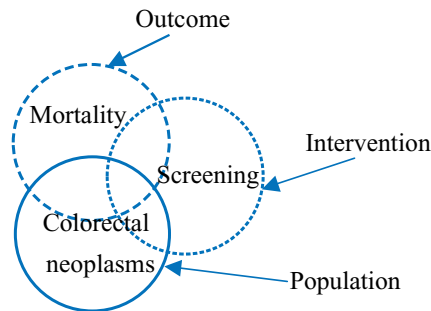 Outcome
Mortality
Intervention
Screening
Colorectal
neoplasms
Population